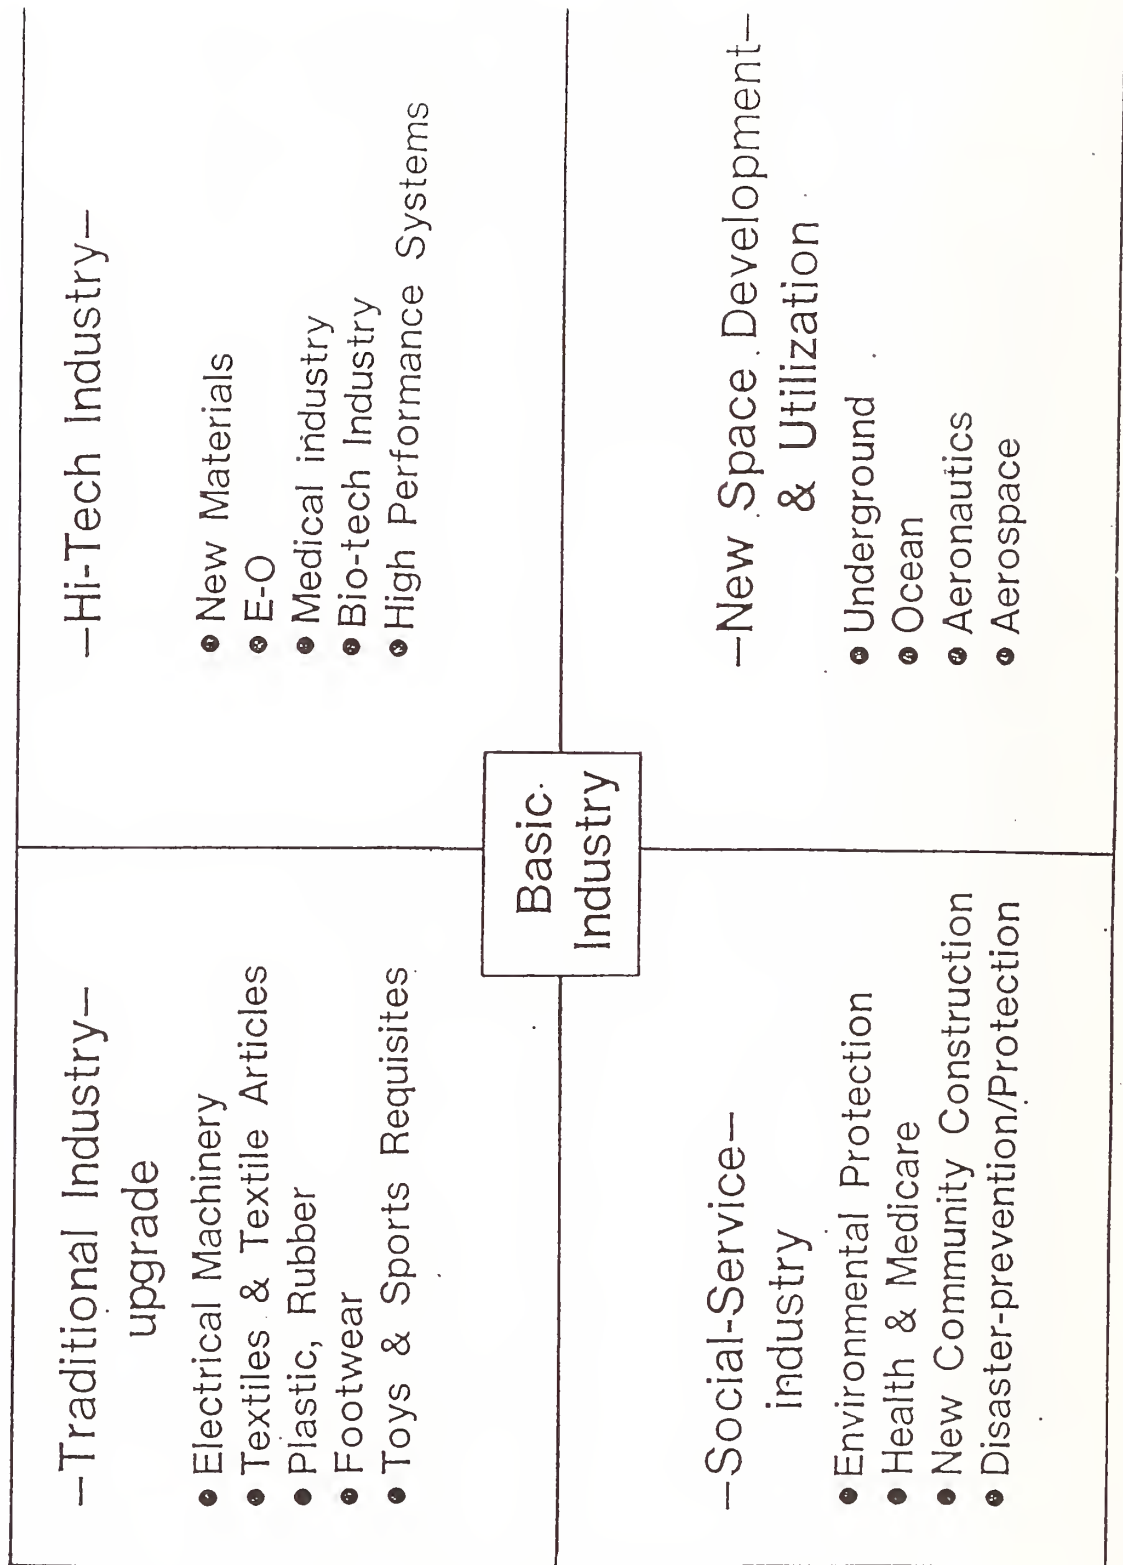 —Traditional Industry—
upgrade
● Electrical Machinery
● Textiles & Textile Articles
● Plastic, Rubber
● Footwear
● Toys & Sports Requisites
—Hi-Tech Industry—
● New Materials
● E-O
● Medical industry
● Bio-tech Industry
● High Performance Systems
Basic
Industry
—Social-Service—
industry
● Environmental Protection
● Health & Medicare
● New Community Construction
● Disaster-prevention/Protection
—New Space Development—
& Utilization
● Underground
● Ocean
● Aeronautics
● Aerospace